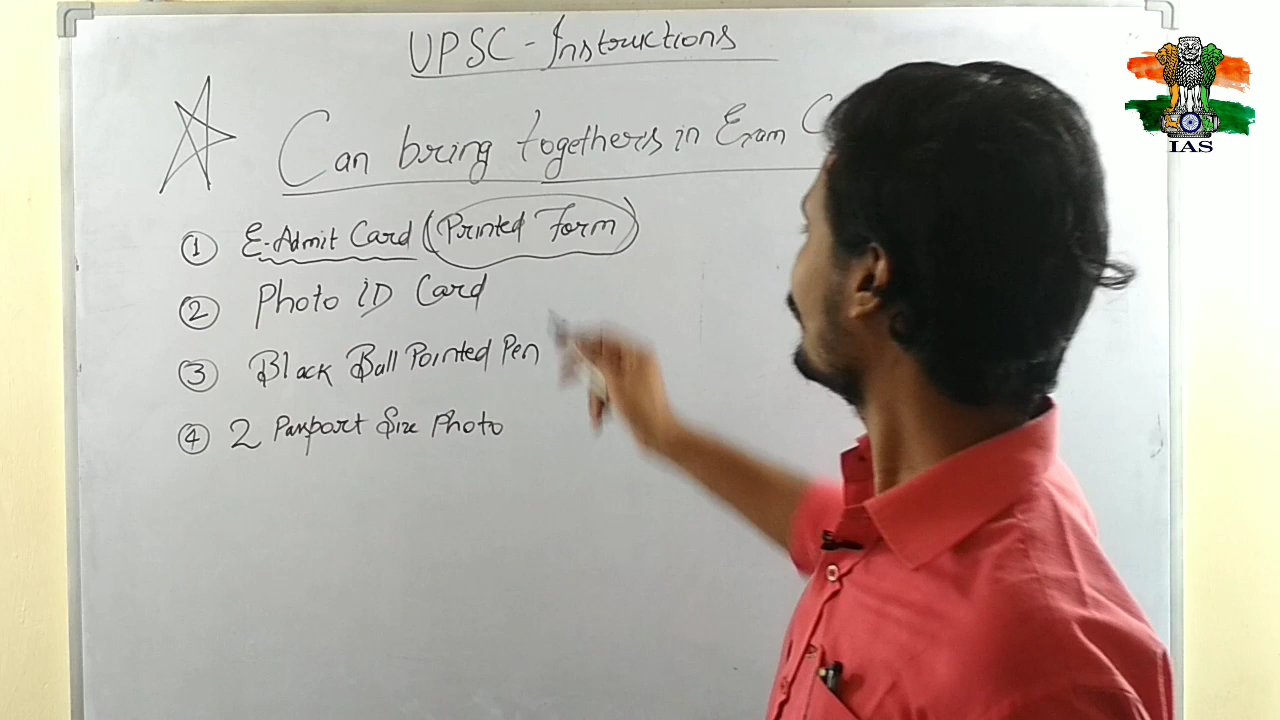 UPSC - Instructions
Can bring togethers in Exam C
① E-Admit Card (Printed Form)
② Photo ID Card
③ Black Ball Pointed Pen
④ 2 Passport Size Photo
IAS